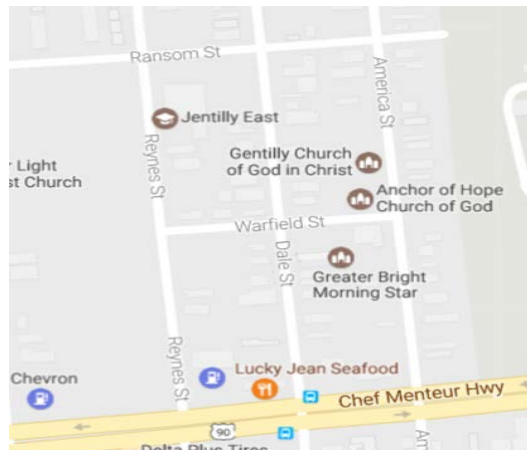 Ransom St
America St
Jentilly East
Reynes St
Gentilly Church
of God in Christ
Light
Church
Anchor of Hope
Church of God
Warfield St
Dale St
Greater Bright
Morning Star
Reynes St
Lucky Jean Seafood
Chevron
Chef Menteur Hwy
90
Delta Plus Tires